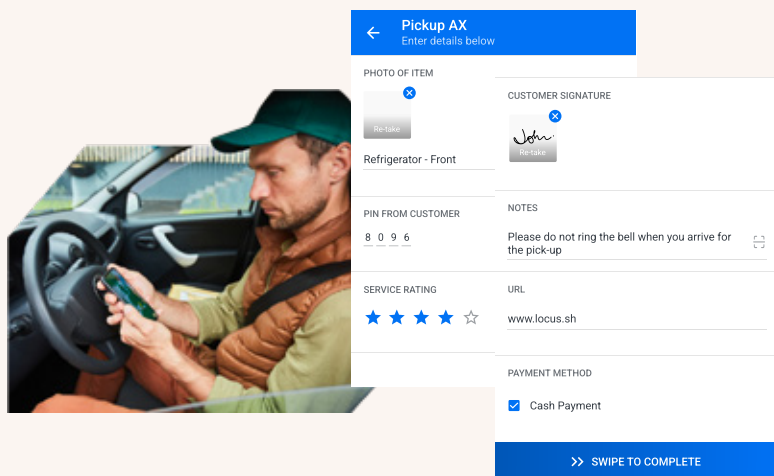 Pickup AX
Enter details below
PHOTO OF ITEM
Re-take
Refrigerator - Front
PIN FROM CUSTOMER
8 0 9 6
SERVICE RATING
CUSTOMER SIGNATURE
John
Re-take
NOTES
Please do not ring the bell when you arrive for
the pick-up
URL
www.locus.sh
PAYMENT METHOD
Cash Payment
SWIPE TO COMPLETE